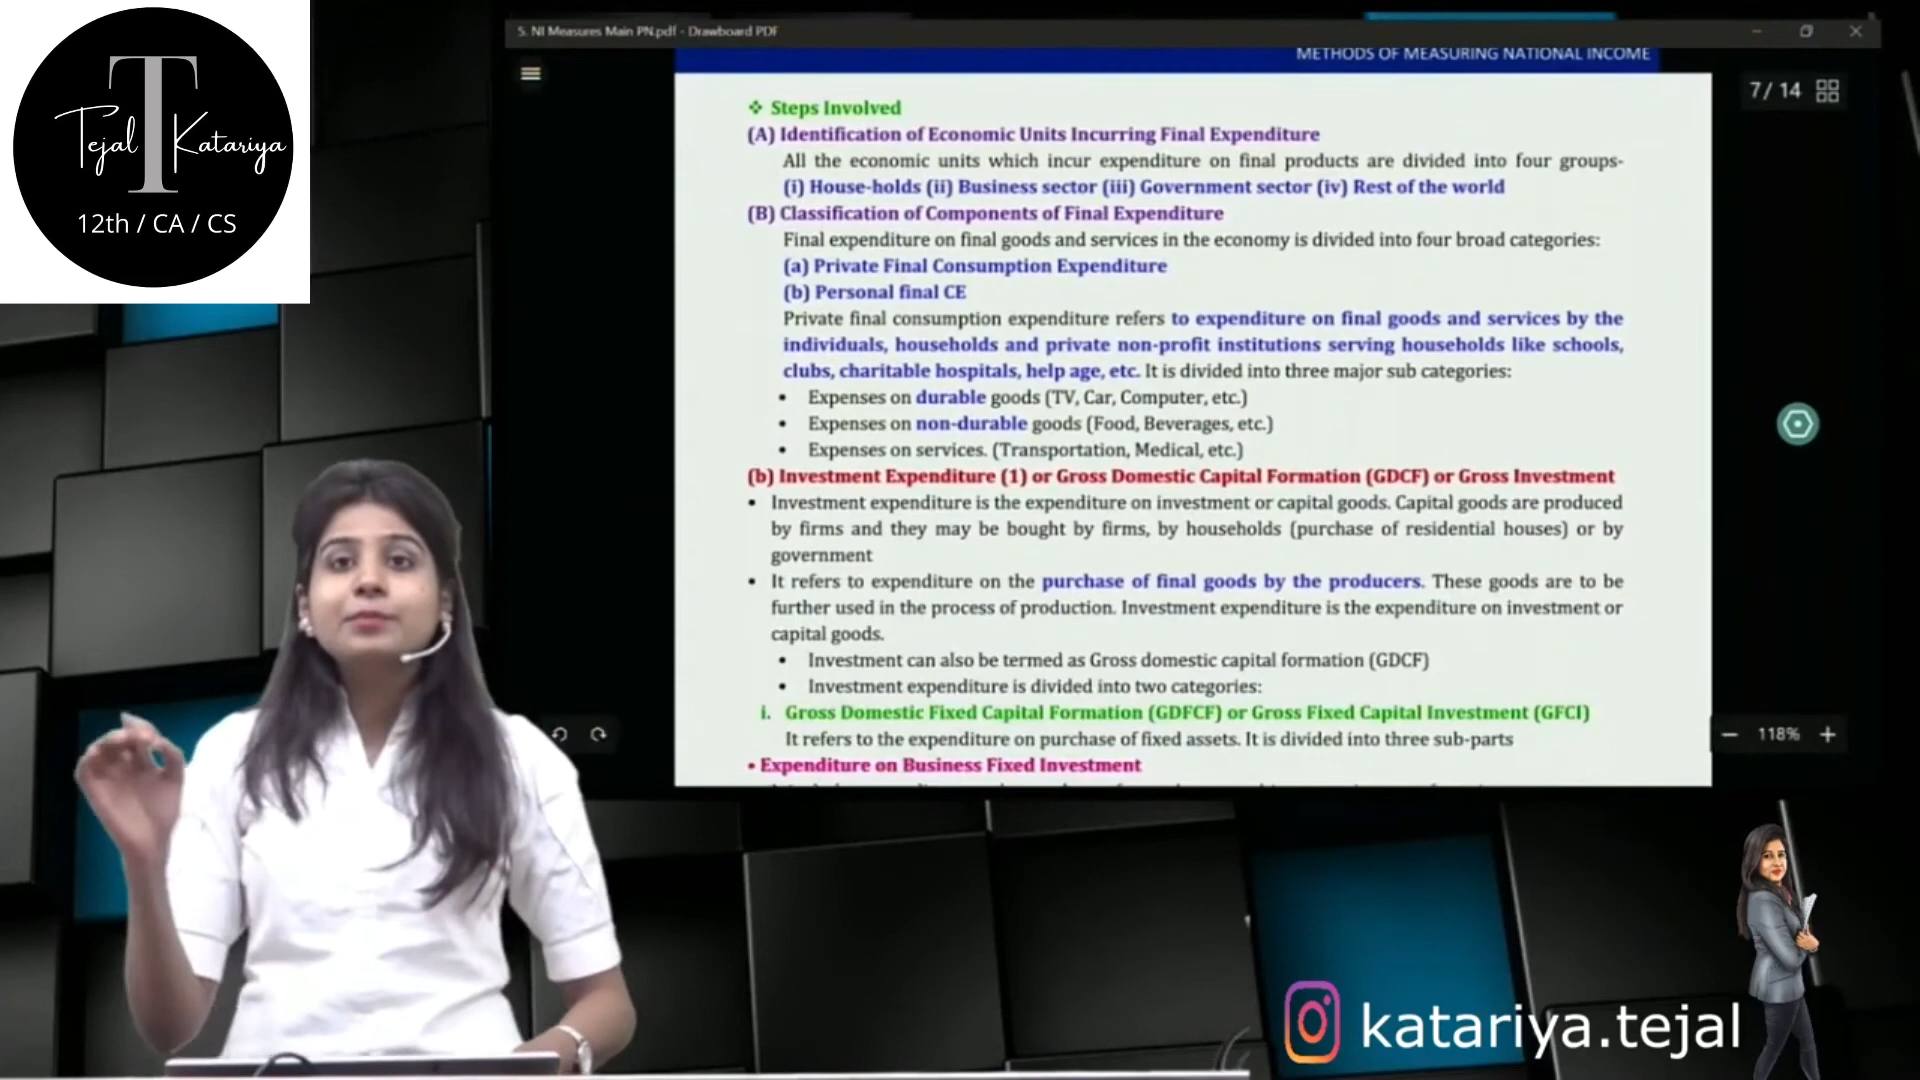 Tejal
T
Katariya
12th / CA / CS
5. NI Measures Main PN.pdf - Drawboard PDF
METHODS OF MEASURING NATIONAL INCOME
7 / 14
❖ Steps Involved
(A) Identification of Economic Units Incurring Final Expenditure
All the economic units which incur expenditure on final products are divided into four groups-
(i) House-holds (ii) Business sector (iii) Government sector (iv) Rest of the world
(B) Classification of Components of Final Expenditure
Final expenditure on final goods and services in the economy is divided into four broad categories:
(a) Private Final Consumption Expenditure
(b) Personal final CE
Private final consumption expenditure refers to expenditure on final goods and services by the
individuals, households and private non-profit institutions serving households like schools,
clubs, charitable hospitals, help age, etc. It is divided into three major sub categories:
• Expenses on durable goods (TV, Car, Computer, etc.)
• Expenses on non-durable goods (Food, Beverages, etc.)
• Expenses on services. (Transportation, Medical, etc.)
(b) Investment Expenditure (1) or Gross Domestic Capital Formation (GDCF) or Gross Investment
• Investment expenditure is the expenditure on investment or capital goods. Capital goods are produced
by firms and they may be bought by firms, by households (purchase of residential houses) or by
government
• It refers to expenditure on the purchase of final goods by the producers. These goods are to be
further used in the process of production. Investment expenditure is the expenditure on investment or
capital goods.
• Investment can also be termed as Gross domestic capital formation (GDCF)
• Investment expenditure is divided into two categories:
i. Gross Domestic Fixed Capital Formation (GDFCF) or Gross Fixed Capital Investment (GFCI)
It refers to the expenditure on purchase of fixed assets. It is divided into three sub-parts
• Expenditure on Business Fixed Investment
118%
katariya.tejal